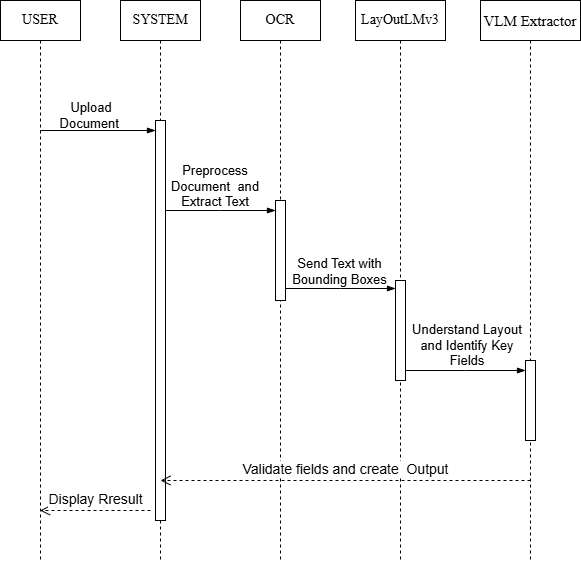 USER
SYSTEM
OCR
LayOutLMv3
VLM Extractor
Upload
Document
Preprocess
Document and
Extract Text
Send Text with
Bounding Boxes
Understand Layout
and Identify Key
Fields
Validate fields and create Output
Display Rresult